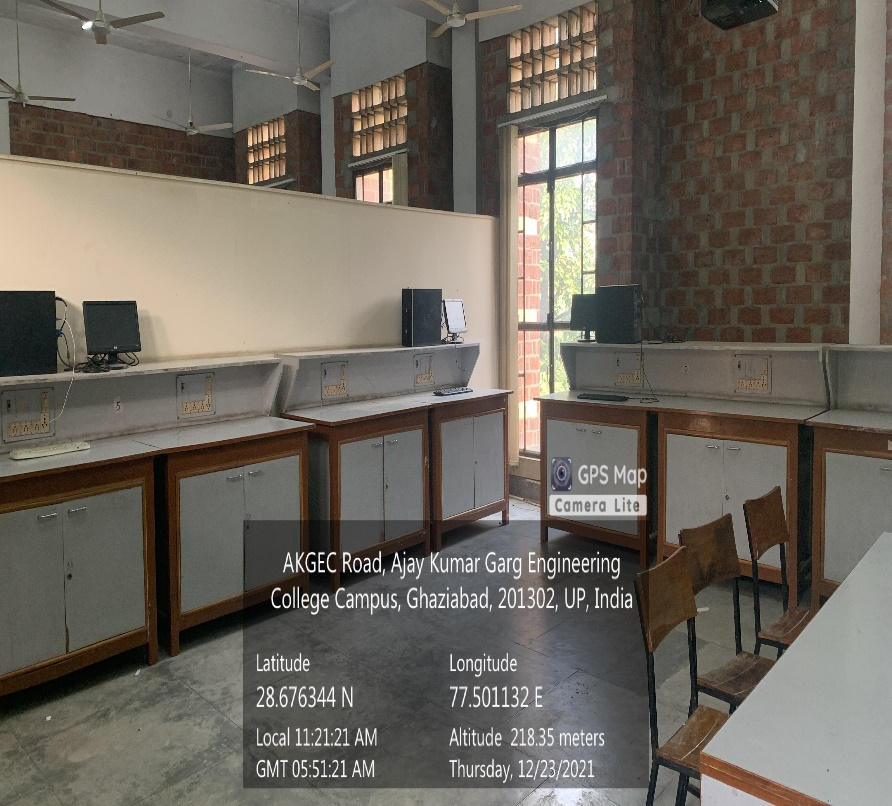 5
GPS Map
Camera Lite
AKGEC Road, Ajay Kumar Garg Engineering
College Campus, Ghaziabad, 201302, UP, India
Latitude
Longitude
28.676344 N
77.501132 E
Local 11:21:21 AM
Altitude 218.35 meters
GMT 05:51:21 AM
Thursday, 12/23/2021